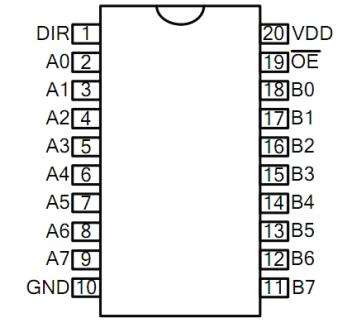 DIR 1 20 VDD
A0 2 19 O̅E̅
A1 3 18 B0
A2 4 17 B1
A3 5 16 B2
A4 6 15 B3
A5 7 14 B4
A6 8 13 B5
A7 9 12 B6
GND 10 11 B7